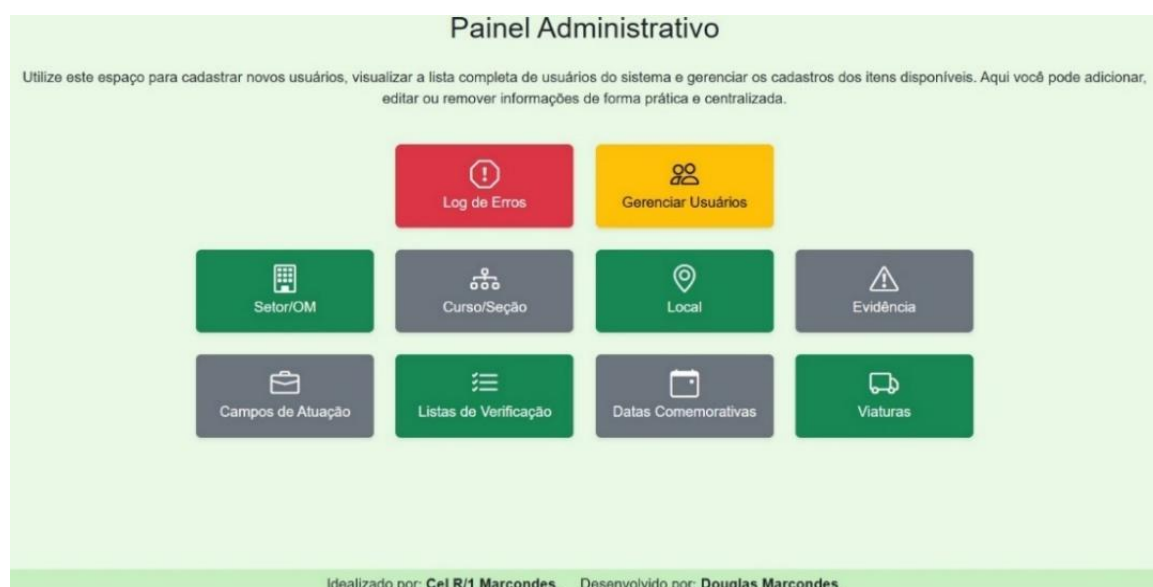 Painel Administrativo
Utilize este espaço para cadastrar novos usuários, visualizar a lista completa de usuários do sistema e gerenciar os cadastros dos itens disponíveis. Aqui você pode adicionar,
editar ou remover informações de forma prática e centralizada.
Log de Erros
Gerenciar Usuários
Setor/OM
Curso/Seção
Local
Evidência
Campos de Atuação
Listas de Verificação
Datas Comemorativas
Viaturas
Idealizado por: Cel R/1 Marcondes Desenvolvido por: Douglas Marcondes